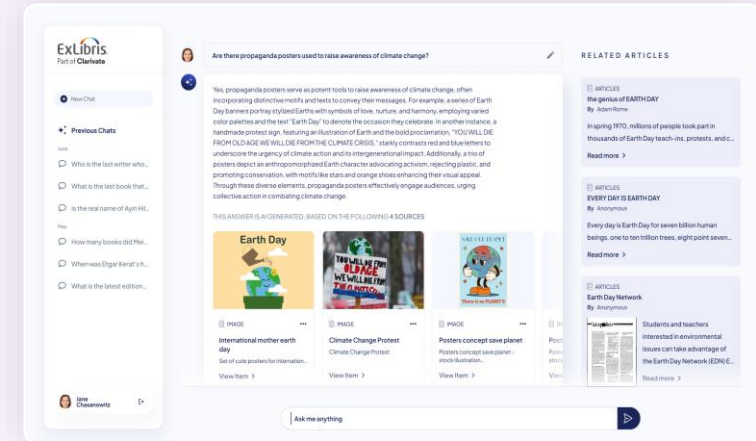 ExLibris
Part of Clarivate
New Chat
Previous Chats
June
Who is the last writer who...
What is the last book that...
Is the real name of Ayin Hil...
May
How many books did Mei...
When was Etgar Kerat's fi...
What is the latest edition...
Jane
Chasanowitz
Are there propaganda posters used to raise awareness of climate change?
Yes, propaganda posters serve as potent tools to raise awareness of climate change, often
incorporating distinctive motifs and texts to convey their messages. For example, a series of Earth
Day banners portray stylized Earths with symbols of love, nurture, and harmony, employing varied
color palettes and the text "Earth Day" to denote the occasion they celebrate. In another instance, a
handmade protest sign, featuring an illustration of Earth and the bold proclamation, "YOU WILL DIE
FROM OLD AGE WE WILL DIE FROM THE CLIMATE CRISIS," starkly contrasts red and blue letters to
underscore the urgency of climate action and its intergenerational impact. Additionally, a trio of
posters depict an anthropomorphized Earth character advocating activism, rejecting plastic, and
promoting conservation, with motifs like stars and orange shoes enhancing their visual appeal.
Through these diverse elements, propaganda posters effectively engage audiences, urging
collective action in combating climate change.
THIS ANSWER IS AI GENERATED, BASED ON THE FOLLOWING 4 SOURCES
Earth Day
IMAGE
International mother earth
day
Set of cute posters for internation...
View Item
YOU WILL DIE FROM
OLD AGE
WE WILL DIE FROM
IMAGE
Climate Change Protest
Climate Change Protest
View Item
SAVE OUR PLANET
There is no PLANET B
IMAGE
Posters concept save planet
Posters concept save planet -
stock illustration...
View Item
Ask me anything
RELATED ARTICLES
ARTICLES
the genius of EARTH DAY
By Adam Rome
In spring 1970, millions of people took part in
thousands of Earth Day teach-ins, protests, and c...
Read more
ARTICLES
EVERY DAY IS EARTH DAY
By Anonymous
Every day is Earth Day for seven billion human
beings, one to ten trillion trees, eight point seven...
Read more
ARTICLES
Earth Day Network
By Anonymous
Students and teachers
interested in environmental
issues can take advantage of
the Earth Day Network (EDN) E...
Read more